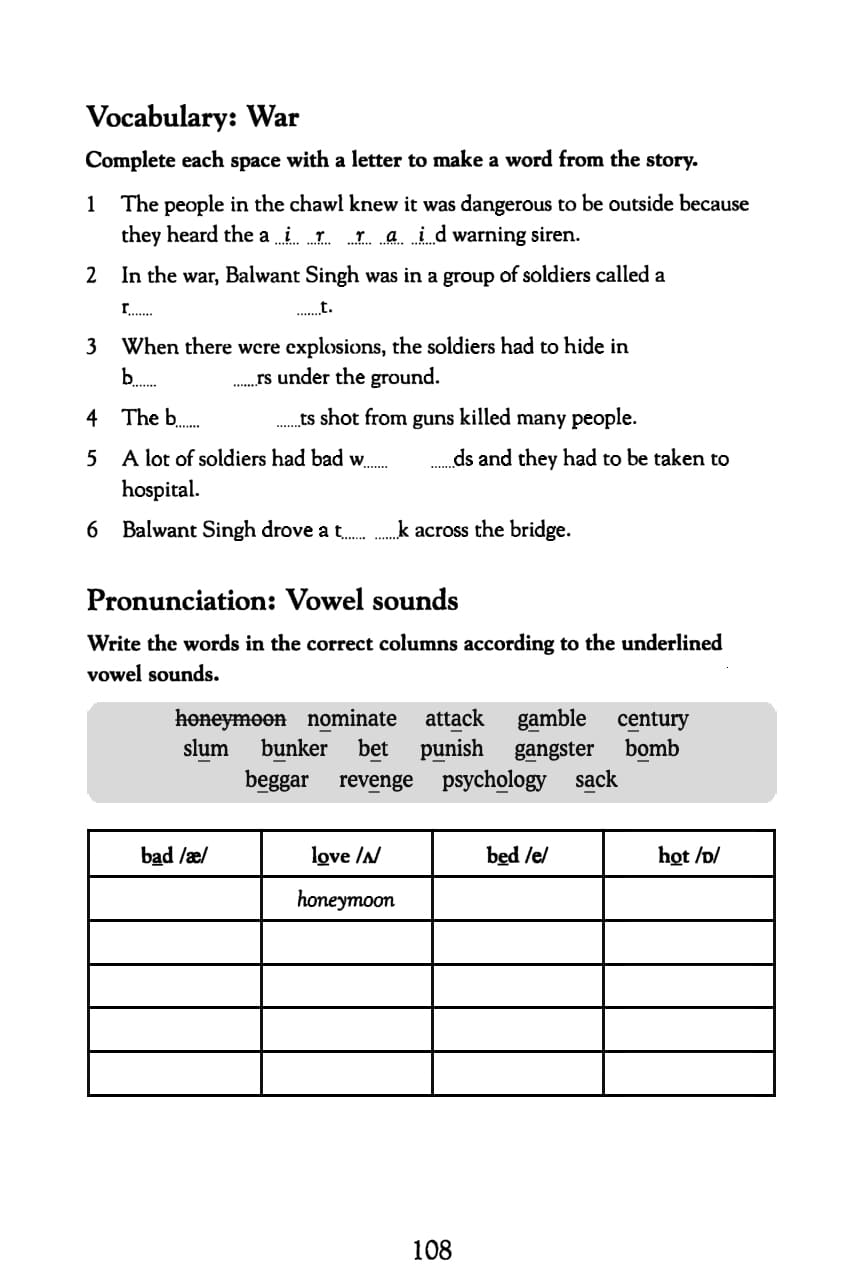 Vocabulary: War
Complete each space with a letter to make a word from the story.
1 The people in the chawl knew it was dangerous to be outside because
they heard the a ..i.. ..r.. ..r.. ..a.. ..i..d warning siren.
2 In the war, Balwant Singh was in a group of soldiers called a
r....... .......t.
3 When there were explosions, the soldiers had to hide in
b....... .......rs under the ground.
4 The b....... .......ts shot from guns killed many people.
5 A lot of soldiers had bad w....... .......ds and they had to be taken to
hospital.
6 Balwant Singh drove a t....... .......k across the bridge.
Pronunciation: Vowel sounds
Write the words in the correct columns according to the underlined
vowel sounds.
honeymoon nominate attack gamble century
slum bunker bet punish gangster bomb
beggar revenge psychology sack
bad /æ/ love /ʌ/ bed /e/ hot /ɒ/
honeymoon
108